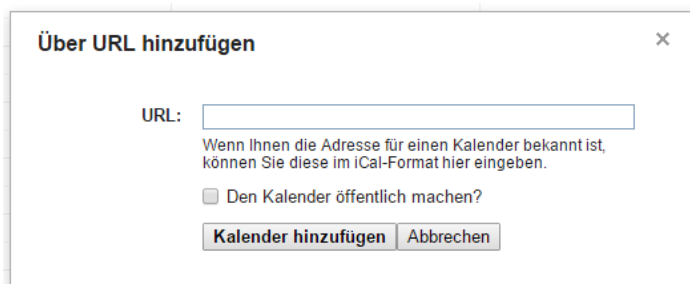 Über URL hinzufügen
×
URL:
Wenn Ihnen die Adresse für einen Kalender bekannt ist,
können Sie diese im iCal-Format hier eingeben.
Den Kalender öffentlich machen?
Kalender hinzufügen Abbrechen